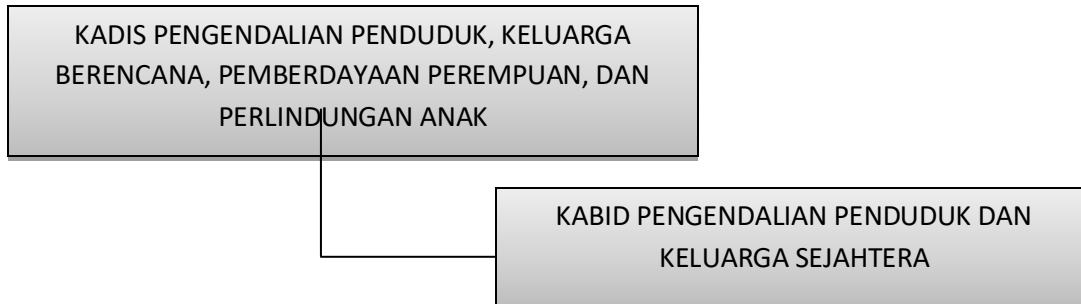 KADIS PENGENDALIAN PENDUDUK, KELUARGA
BERENCANA, PEMBERDAYAAN PEREMPUAN, DAN
PERLINDUNGAN ANAK
KABID PENGENDALIAN PENDUDUK DAN
KELUARGA SEJAHTERA